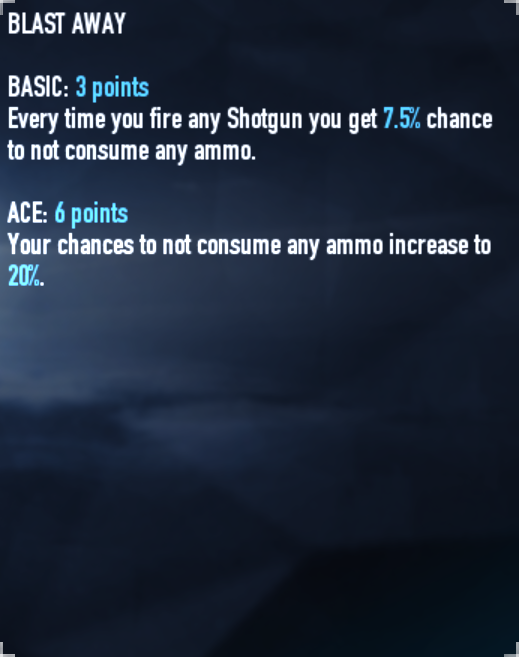 BLAST AWAY
BASIC: 3 points
Every time you fire any Shotgun you get 7.5% chance
to not consume any ammo.
ACE: 6 points
Your chances to not consume any ammo increase to
20%.